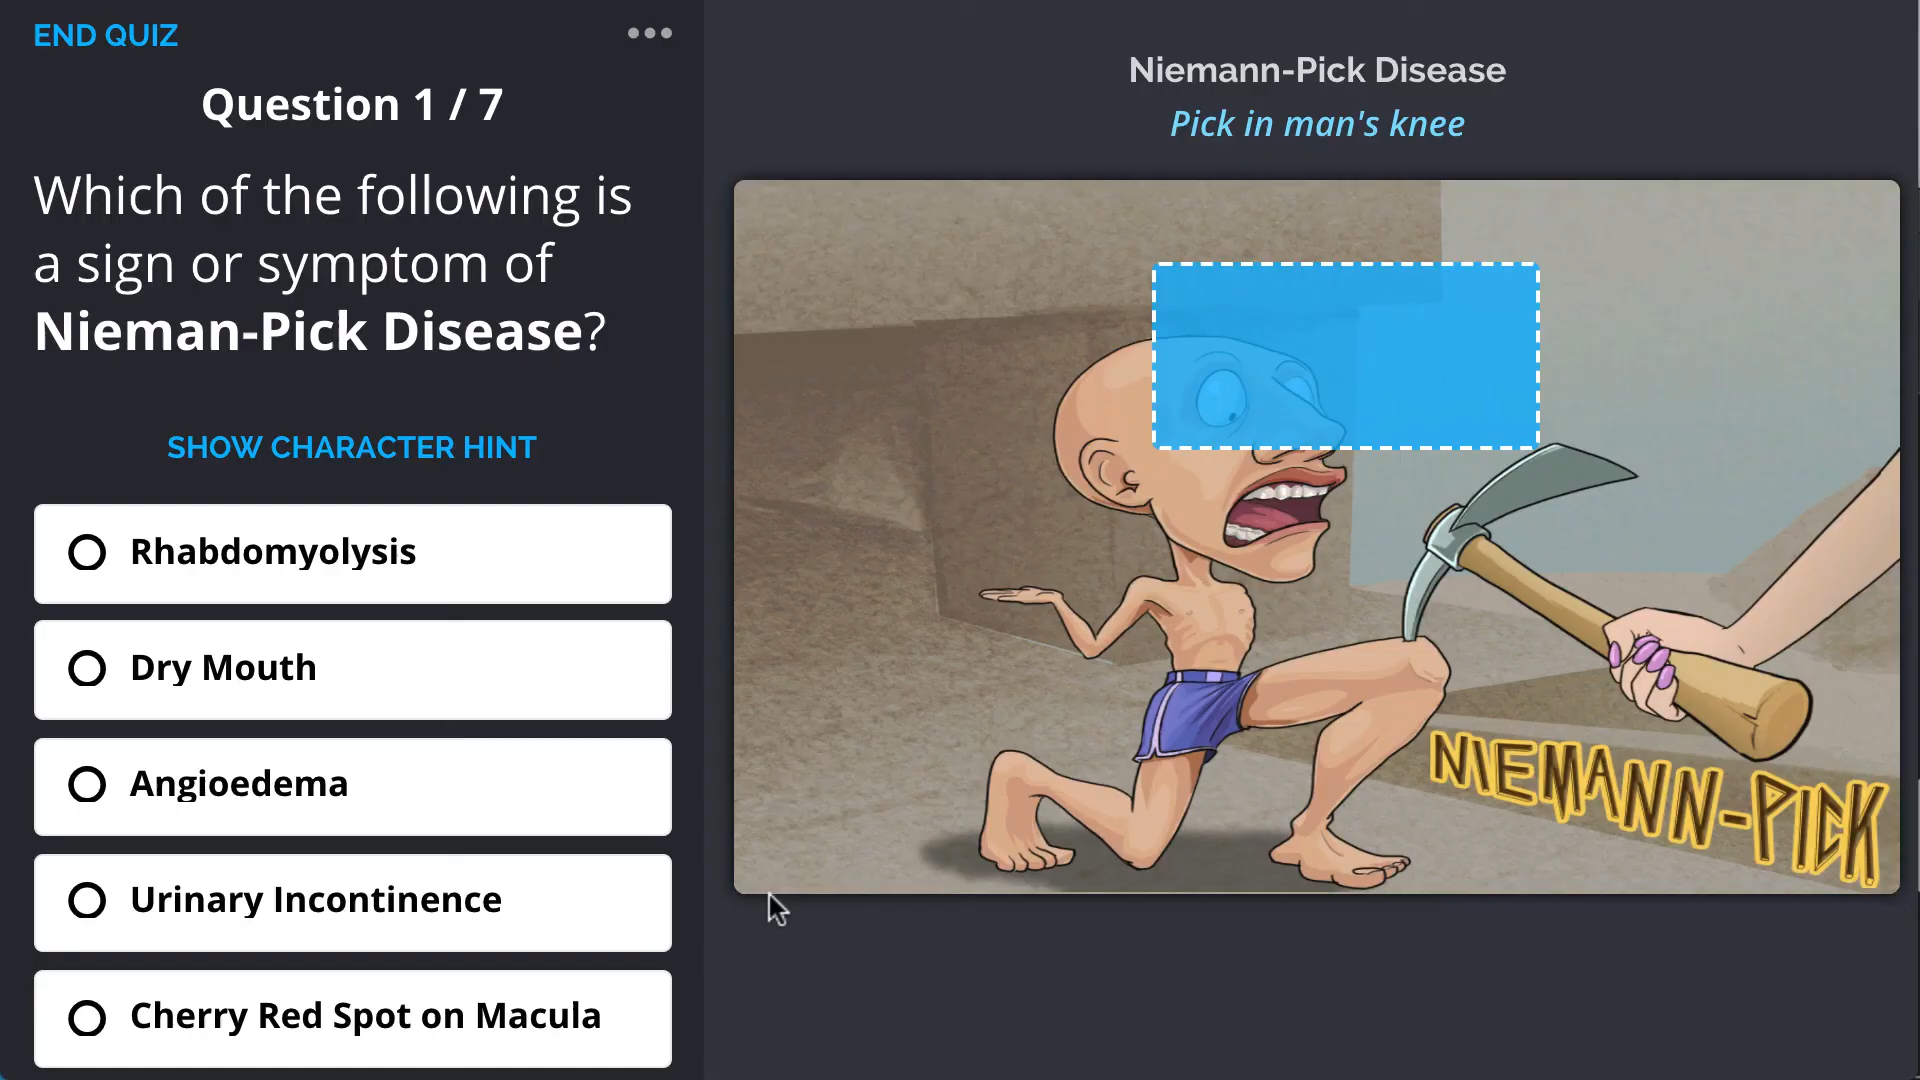 END QUIZ
Question 1 / 7
Which of the following is
a sign or symptom of
Nieman-Pick Disease?
SHOW CHARACTER HINT
Rhabdomyolysis
Dry Mouth
Angioedema
Urinary Incontinence
Cherry Red Spot on Macula
Niemann-Pick Disease
Pick in man's knee
NIEMANN-PICK